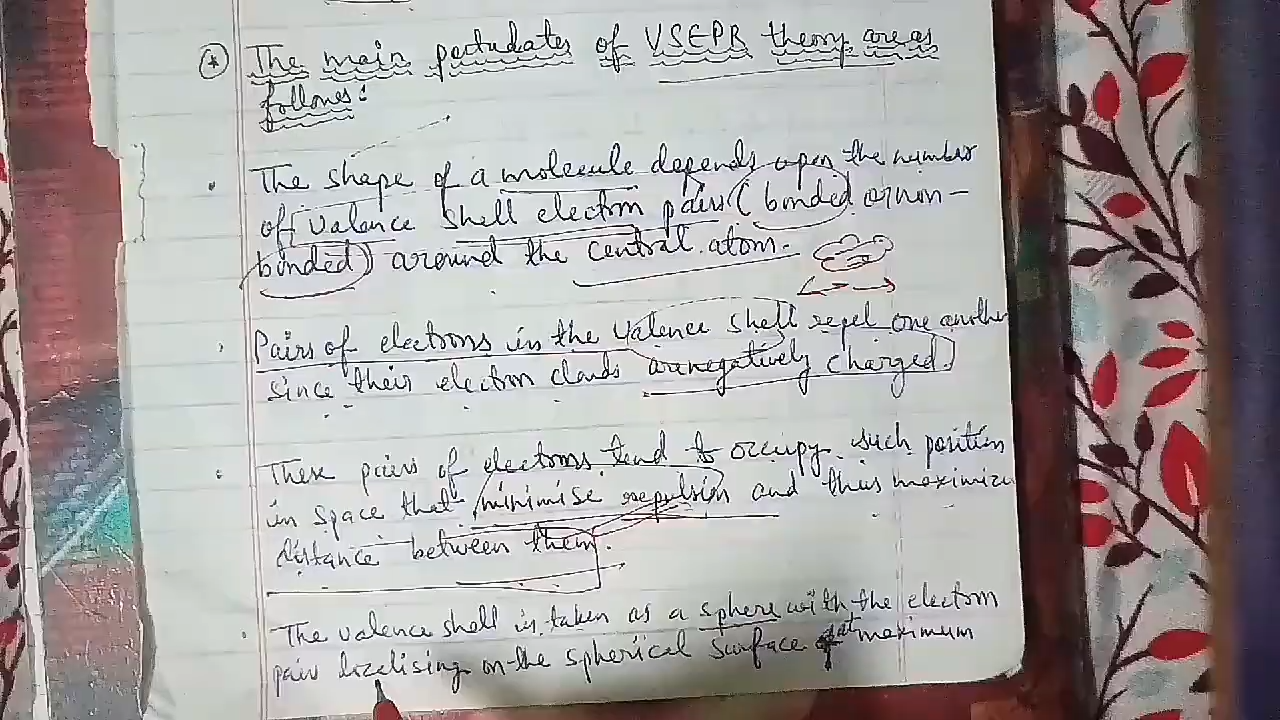 The main postulates of VSEPR theory are as
follones:
The shape of a molecule depends upon the number
of valance shell electron pairs (bonded or non-
bonded) around the central atom.
Pairs of electrons in the valence shell repel one another
since their electron clouds are negatively charged.
These pairs of electrons tend to occupy such position
in space that minimise repulsion and thus maximize
distance between them.
The valence shell is taken as a sphere with the electron
pair localising on the spherical surface at maximum